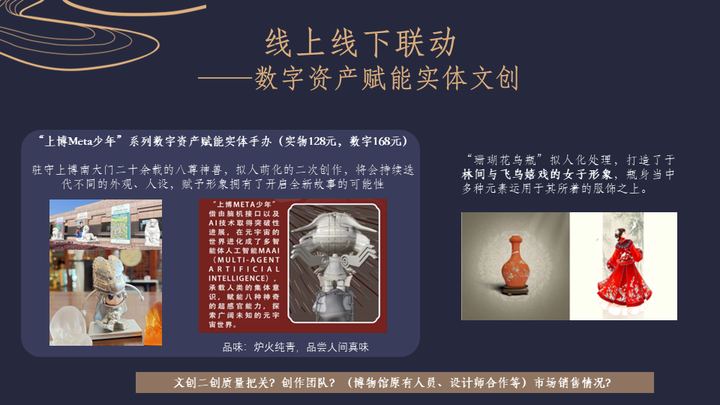 线上线下联动
——数字资产赋能实体文创
“上博Meta少年”系列数字资产赋能实体手办（实物128元，数字168元）
驻守上博南大门二十余载的八尊神兽，拟人萌化的二次创作，将会持续迭
代不同的外观、人设，赋予形象拥有了开启全新故事的可能性
“上博META少年”
借由脑机接口以及
AI技术取得突破性
进展，在元宇宙的
世界进化成了多智
能体人工智能MAAI
（MULTI-AGENT
ARTIFICIAL
INTELLIGENCE），
承载人类的集体意
识，赋能八种神奇
的超感官能力，探
索广阔未知的元宇
宙世界。
品味：炉火纯青，品尝人间真味
“珊瑚花鸟瓶”拟人化处理，打造了于
林间与飞鸟嬉戏的女子形象，瓶身当中
多种元素运用于其所着的服饰之上。
文创二创质量把关？创作团队？（博物馆原有人员、设计师合作等）市场销售情况？